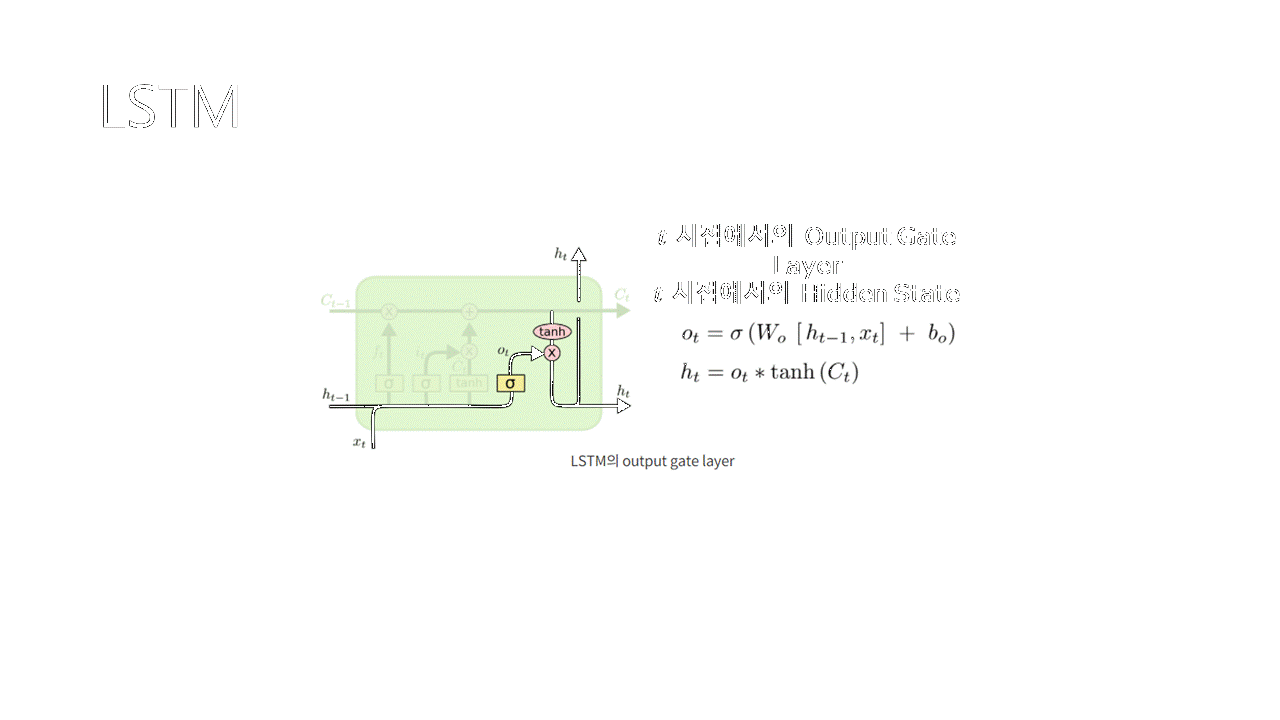 LSTM
t 시점에서의 Output Gate
Layer
t 시점에서의 Hidden State
o_t = σ (W_o [h_{t−1}, x_t] + b_o)
h_t = o_t * tanh (C_t)
h_t
C_{t−1}
C_t
tanh
f_t
i_t
o_t
C̃_t
σ
σ
tanh
σ
h_{t−1}
h_t
x_t
LSTM의 output gate layer